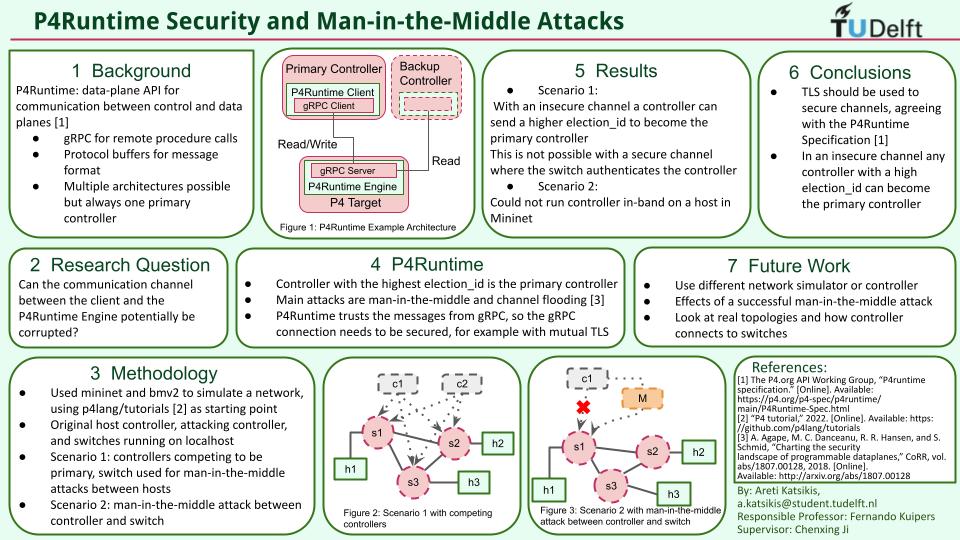 P4Runtime Security and Man-in-the-Middle Attacks
TUDelft
1 Background
P4Runtime: data-plane API for
communication between control and data
planes [1]
● gRPC for remote procedure calls
● Protocol buffers for message
format
● Multiple architectures possible
but always one primary
controller
Primary Controller
P4Runtime Client
gRPC Client
Backup
Controller
Read/Write
Read
gRPC Server
P4Runtime Engine
P4 Target
Figure 1: P4Runtime Example Architecture
5 Results
● Scenario 1:
With an insecure channel a controller can
send a higher election_id to become the
primary controller
This is not possible with a secure channel
where the switch authenticates the controller
● Scenario 2:
Could not run controller in-band on a host in
Mininet
6 Conclusions
● TLS should be used to
secure channels, agreeing
with the P4Runtime
Specification [1]
● In an insecure channel any
controller with a high
election_id can become
the primary controller
2 Research Question
Can the communication channel
between the client and the
P4Runtime Engine potentially be
corrupted?
4 P4Runtime
● Controller with the highest election_id is the primary controller
● Main attacks are man-in-the-middle and channel flooding [3]
● P4Runtime trusts the messages from gRPC, so the gRPC
connection needs to be secured, for example with mutual TLS
7 Future Work
● Use different network simulator or controller
● Effects of a successful man-in-the-middle attack
● Look at real topologies and how controller
connects to switches
3 Methodology
● Used mininet and bmv2 to simulate a network,
using p4lang/tutorials [2] as starting point
● Original host controller, attacking controller,
and switches running on localhost
● Scenario 1: controllers competing to be
primary, switch used for man-in-the-middle
attacks between hosts
● Scenario 2: man-in-the-middle attack between
controller and switch
c1
c2
s1
s2
h2
h1
s3
h3
Figure 2: Scenario 1 with competing
controllers
c1
M
s1
s2
h2
h1
s3
h3
Figure 3: Scenario 2 with man-in-the-middle
attack between controller and switch
References:
[1] The P4.org API Working Group, “P4runtime
specification.” [Online]. Available:
https://p4.org/p4-spec/p4runtime/
main/P4Runtime-Spec.html
[2] “P4 tutorial,” 2022. [Online]. Available: https:
//github.com/p4lang/tutorials
[3] A. Agape, M. C. Danceanu, R. R. Hansen, and S.
Schmid, “Charting the security
landscape of programmable dataplanes,” CoRR, vol.
abs/1807.00128, 2018. [Online].
Available: http://arxiv.org/abs/1807.00128
By: Areti Katsikis,
a.katsikis@student.tudelft.nl
Responsible Professor: Fernando Kuipers
Supervisor: Chenxing Ji